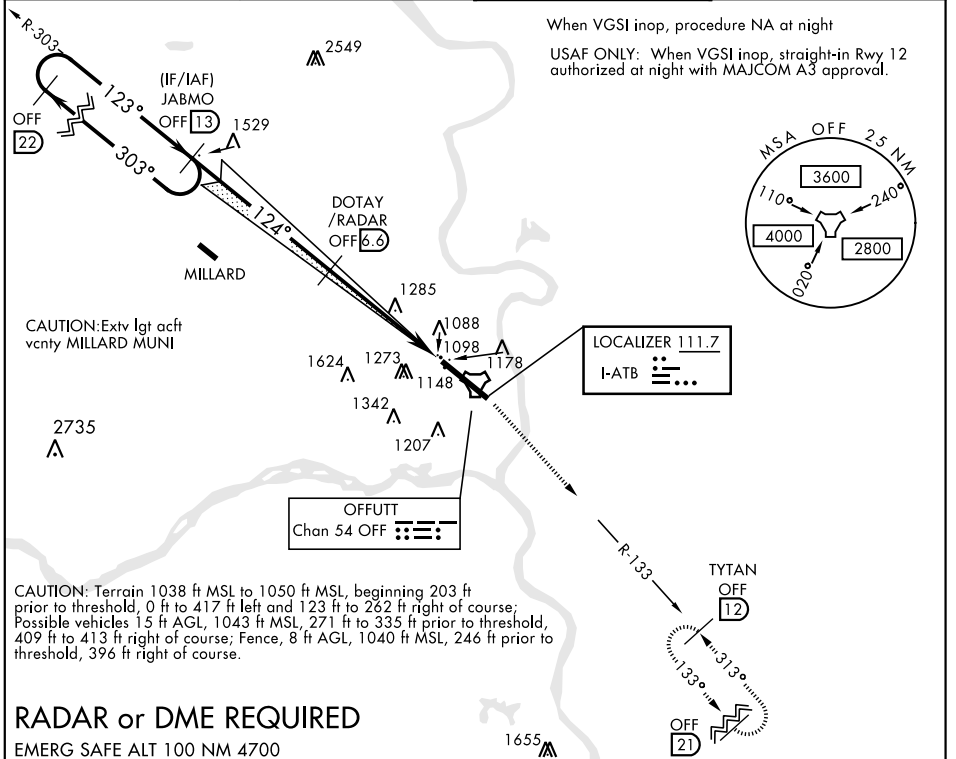 When VGSI inop, procedure NA at night
USAF ONLY: When VGSI inop, straight-in Rwy 12
authorized at night with MAJCOM A3 approval.
R-303
2549
(IF/IAF)
JABMO
OFF 13
123°
303°
OFF
22
1529
MSA OFF 25 NM
3600
110°
240°
4000
2800
020°
DOTAY
/RADAR
OFF 6.6
124°
MILLARD
1285
CAUTION:Extv lgt acft
vcnty MILLARD MUNI
1088
1098
1178
1624
1273
1148
LOCALIZER 111.7
I-ATB
1342
1207
2735
OFFUTT
Chan 54 OFF
R-133
TYTAN
OFF
12
313°
133°
OFF
21
CAUTION: Terrain 1038 ft MSL to 1050 ft MSL, beginning 203 ft
prior to threshold, 0 ft to 417 ft left and 123 ft to 262 ft right of course;
Possible vehicles 15 ft AGL, 1043 MSL, 271 ft to 335 ft prior to threshold,
409 ft to 413 ft right of course; Fence, 8 ft AGL, 1040 MSL, 246 ft prior to
threshold, 396 ft right of course.
RADAR or DME REQUIRED
EMERG SAFE ALT 100 NM 4700
1655